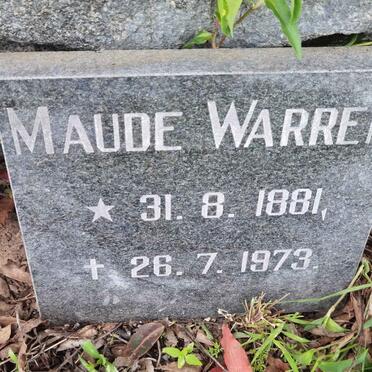 MAUDE WARRE
★ 31. 8. 1881,
✝ 26. 7. 1973.